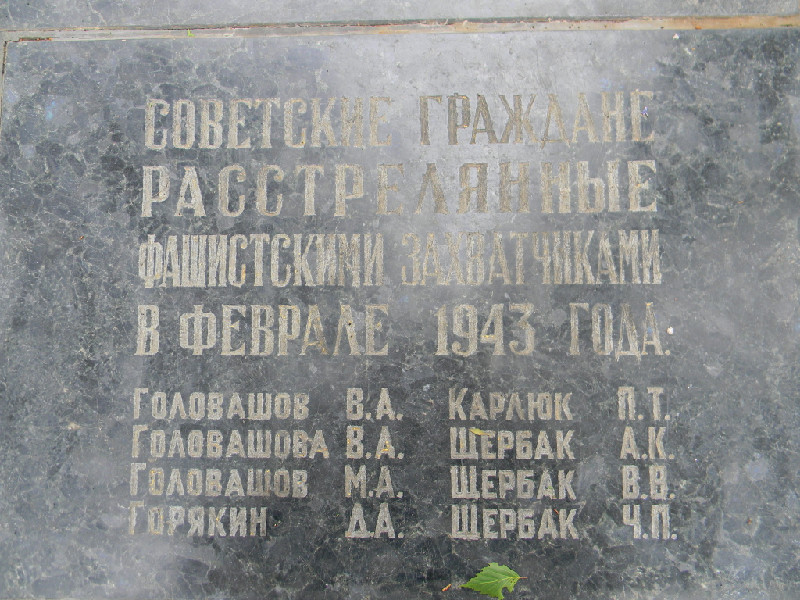 СОВЕТСКИЕ ГРАЖДАНЕ
РАССТРЕЛЯННЫЕ
ФАШИСТСКИМИ ЗАХВАТЧИКАМИ
В ФЕВРАЛЕ 1943 ГОДА.
ГОЛОВАШОВ В.А. КАРЛЮК П.Т.
ГОЛОВАШОВА В.А. ЩЕРБАК А.К.
ГОЛОВАШОВ М.А. ЩЕРБАК В.В.
ГОРЯКИН Д.А. ЩЕРБАК Ч.П.